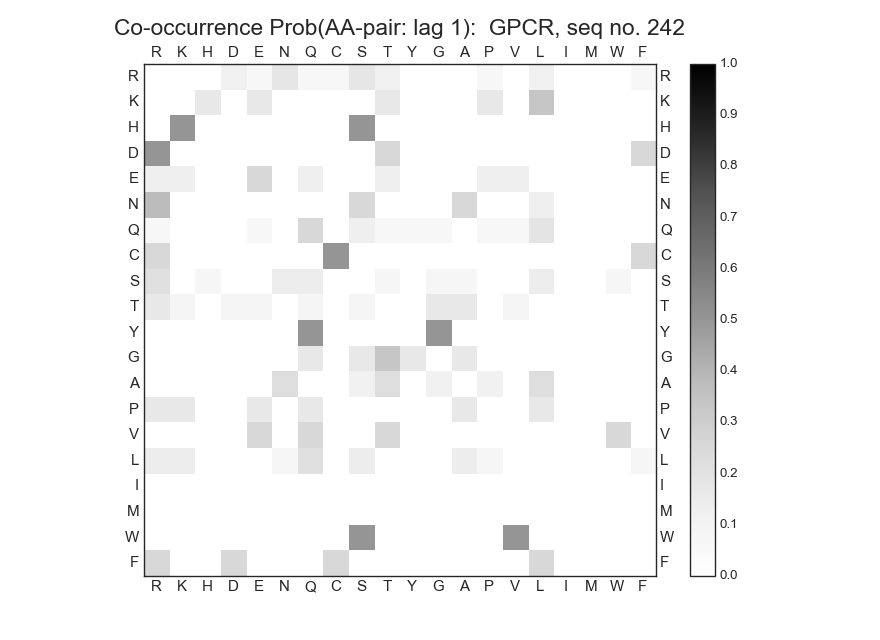 Co-occurrence Prob(AA-pair: lag 1):  GPCR, seq no. 242
R K H D E N Q C S T Y G A P V L I M W F
1.0
R R
0.9
K K
H H
0.8
D D
E E
0.7
N N
Q Q
0.6
C C
S S
T T
0.5
Y Y
G G
0.4
A A
P P
0.3
V V
L L
0.2
I I
M M
0.1
W W
F F
0.0
R K H D E N Q C S T Y G A P V L I M W F